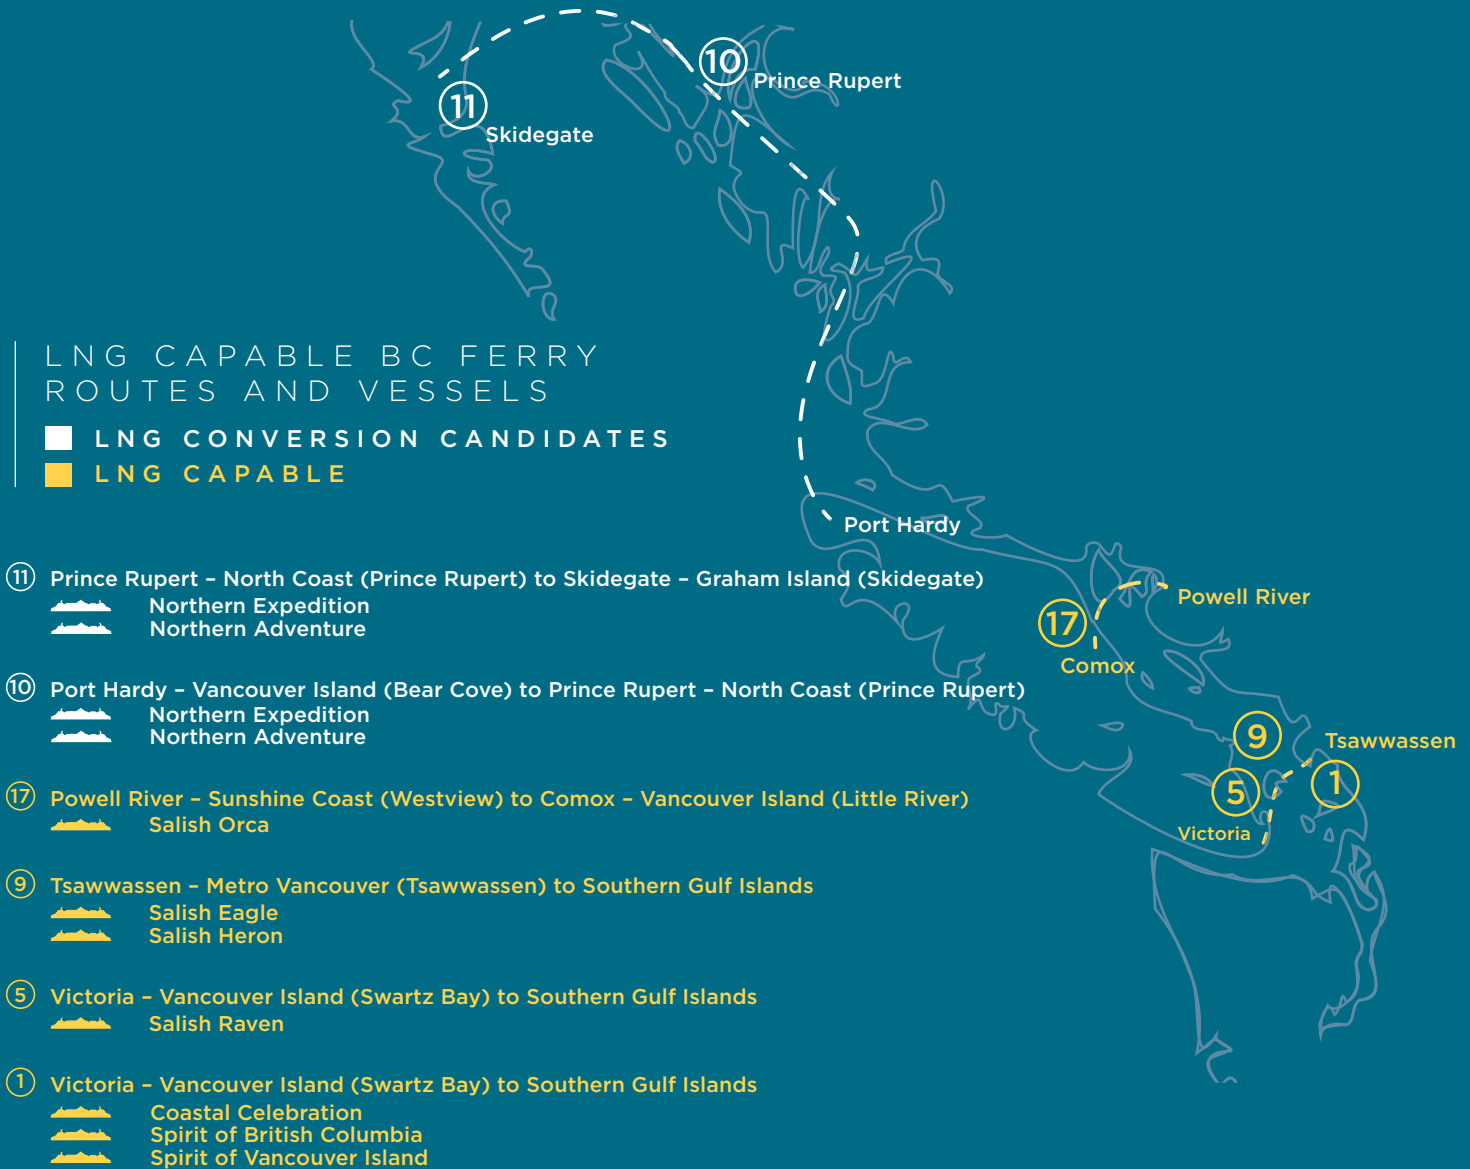 10
Prince Rupert
11
Skidegate
LNG CAPABLE BC FERRY
ROUTES AND VESSELS
LNG CONVERSION CANDIDATES
LNG CAPABLE
Port Hardy
11 Prince Rupert – North Coast (Prince Rupert) to Skidegate – Graham Island (Skidegate)
Northern Expedition
Northern Adventure
Powell River
17
Comox
10 Port Hardy – Vancouver Island (Bear Cove) to Prince Rupert – North Coast (Prince Rupert)
Northern Expedition
Northern Adventure
9
Tsawwassen
5
1
Victoria
17 Powell River – Sunshine Coast (Westview) to Comox – Vancouver Island (Little River)
Salish Orca
9 Tsawwassen – Metro Vancouver (Tsawwassen) to Southern Gulf Islands
Salish Eagle
Salish Heron
5 Victoria – Vancouver Island (Swartz Bay) to Southern Gulf Islands
Salish Raven
1 Victoria – Vancouver Island (Swartz Bay) to Southern Gulf Islands
Coastal Celebration
Spirit of British Columbia
Spirit of Vancouver Island